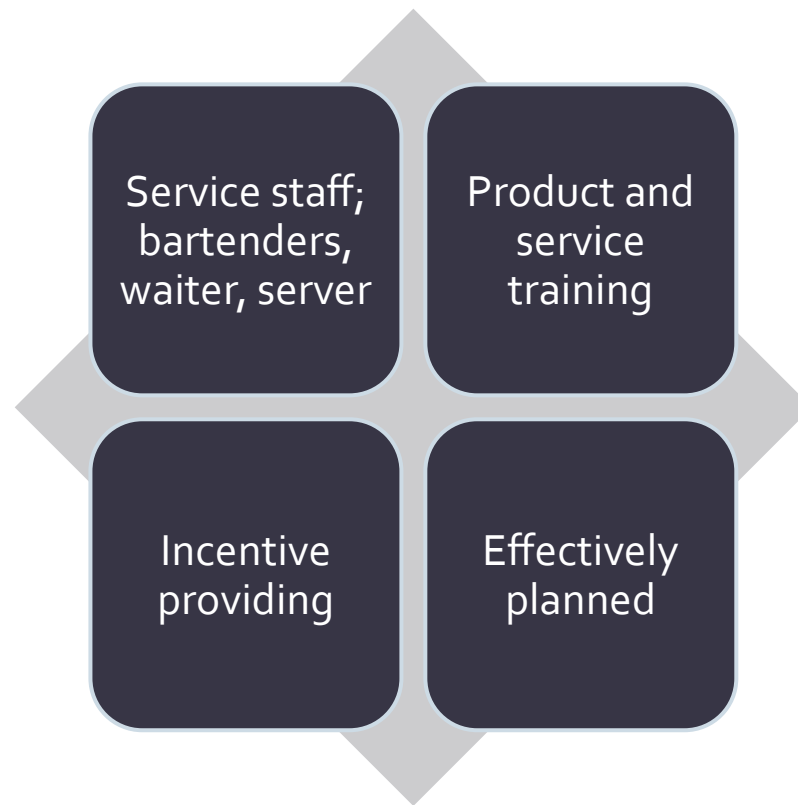 Service staff;
bartenders,
waiter, server
Product and
service
training
Incentive
providing
Effectively
planned